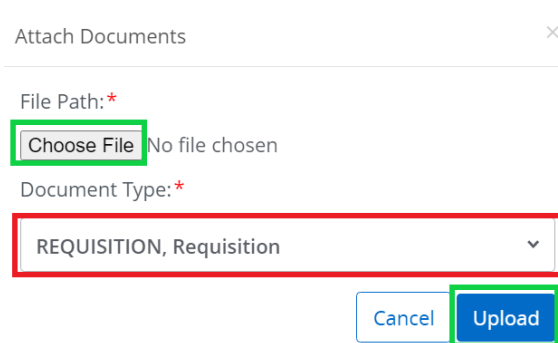 Attach Documents ×
File Path:*
Choose File No file chosen
Document Type:*
REQUISITION, Requisition
Cancel Upload